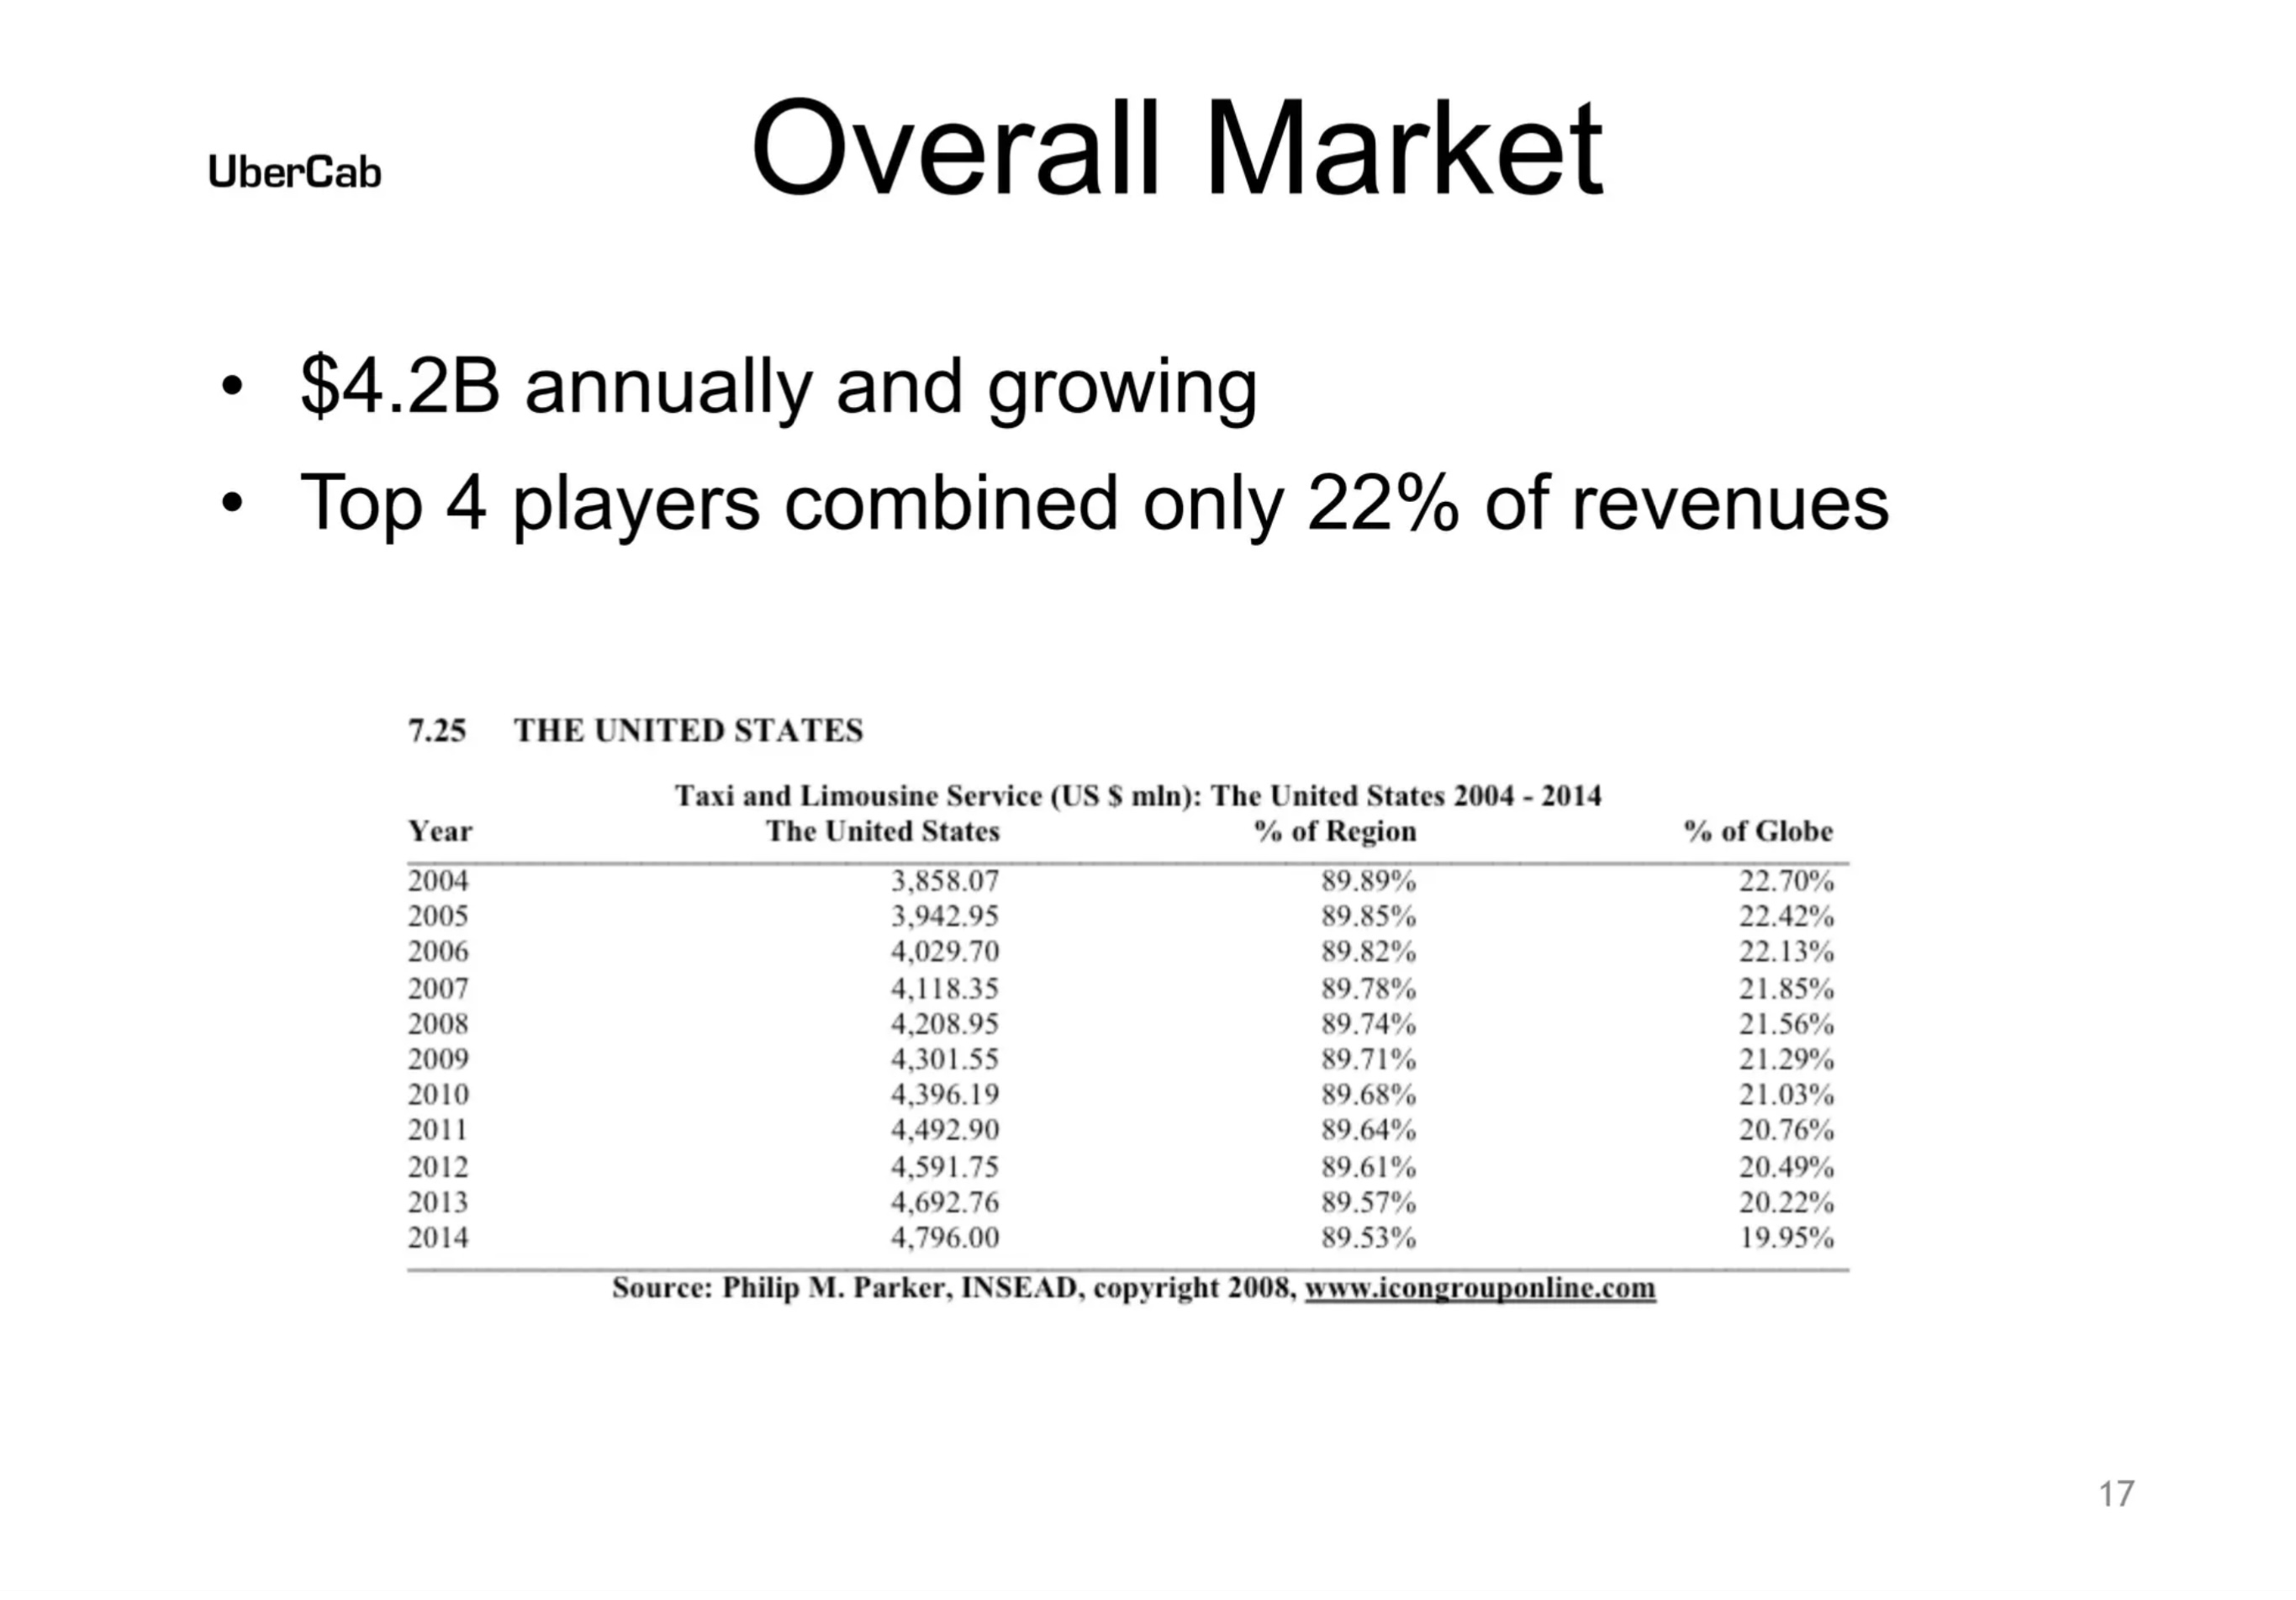 UberCab
Overall Market
• $4.2B annually and growing
• Top 4 players combined only 22% of revenues
7.25 THE UNITED STATES
Taxi and Limousine Service (US $ mln): The United States 2004 - 2014
Year The United States % of Region % of Globe
2004 3,858.07 89.89% 22.70%
2005 3,942.95 89.85% 22.42%
2006 4,029.70 89.82% 22.13%
2007 4,118.35 89.78% 21.85%
2008 4,208.95 89.74% 21.56%
2009 4,301.55 89.71% 21.29%
2010 4,396.19 89.68% 21.03%
2011 4,492.90 89.64% 20.76%
2012 4,591.75 89.61% 20.49%
2013 4,692.76 89.57% 20.22%
2014 4,796.00 89.53% 19.95%
Source: Philip M. Parker, INSEAD, copyright 2008, www.icongrouponline.com
17